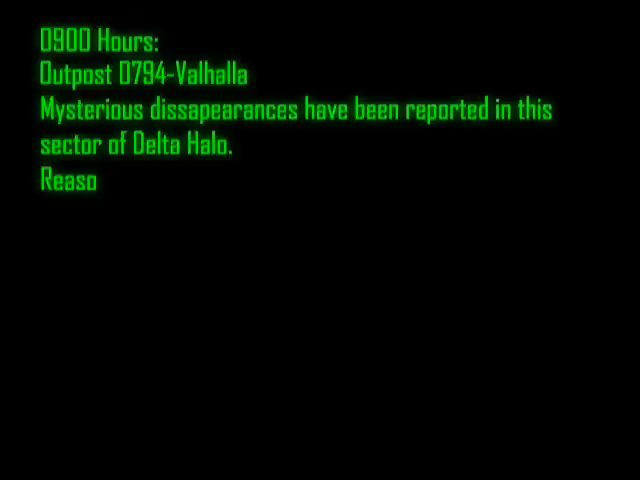 0900 Hours:
Outpost 0794-Valhalla
Mysterious dissapearances have been reported in this
sector of Delta Halo.
Reaso